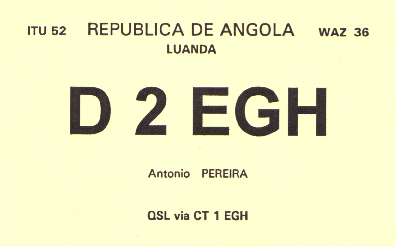 ITU 52 REPUBLICA DE ANGOLA WAZ 36
LUANDA
D 2 EGH
Antonio PEREIRA
QSL via CT 1 EGH